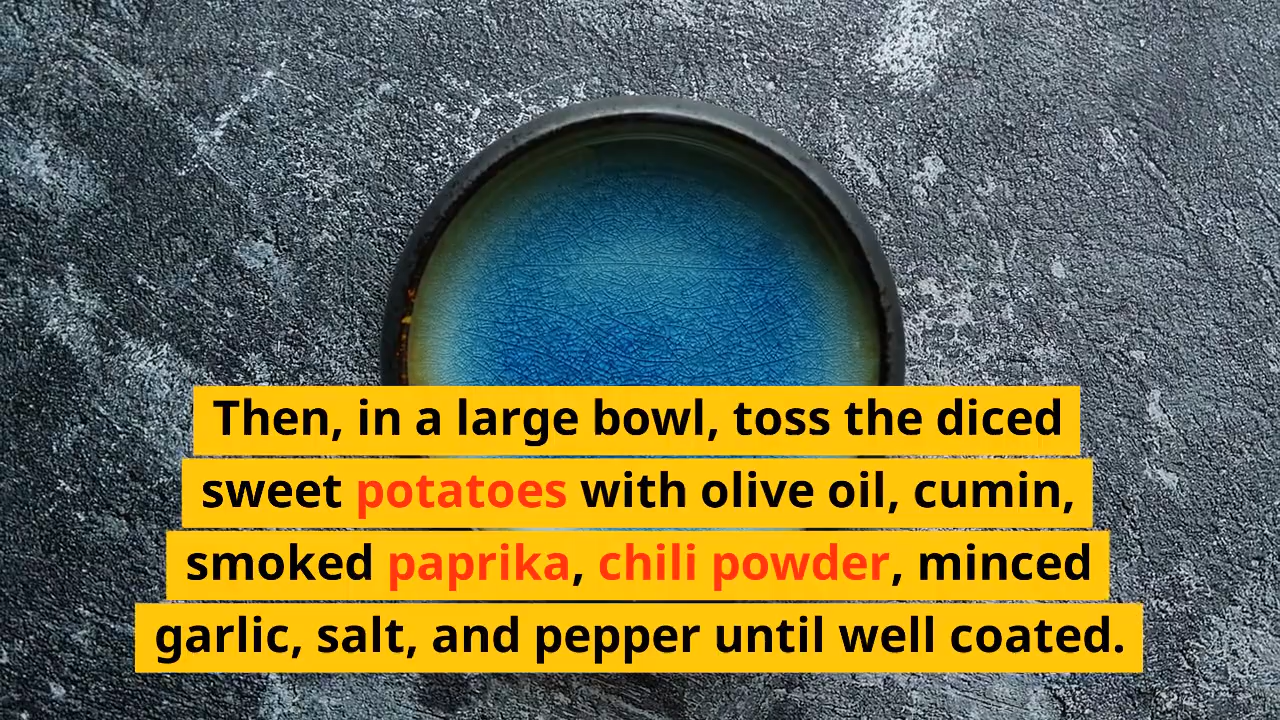 Then, in a large bowl, toss the diced
sweet potatoes with olive oil, cumin,
smoked paprika, chili powder, minced
garlic, salt, and pepper until well coated.